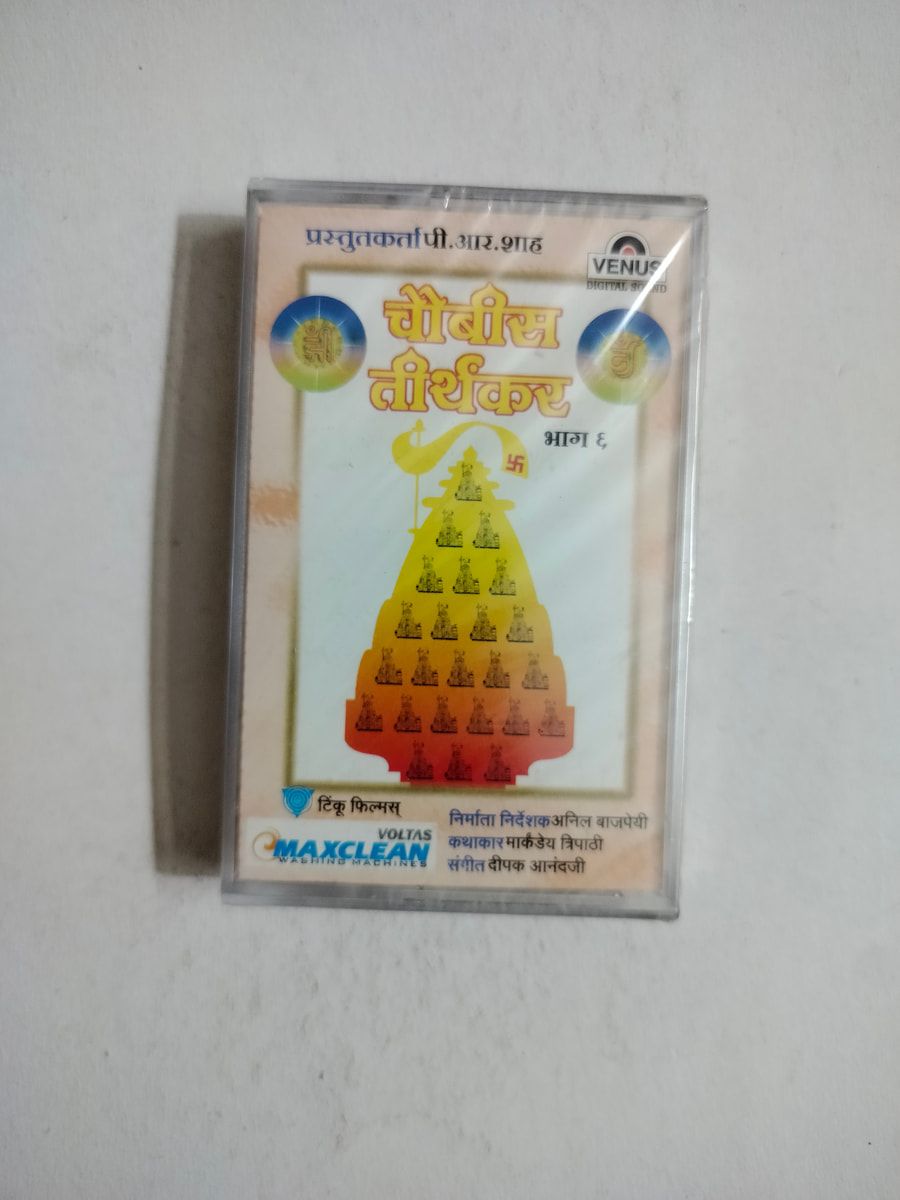 प्रस्तुतकर्ता पी.आर.शाह
VENUS
DIGITAL SOUND
चौबीस
तीर्थंकर
भाग ६
टिंकू फिल्मस्
VOLTAS
MAXCLEAN
WASHING MACHINES
निर्माता निर्देशक अनिल बाजपेयी
कथाकार मार्कंडेय त्रिपाठी
संगीत दीपक आनंदजी